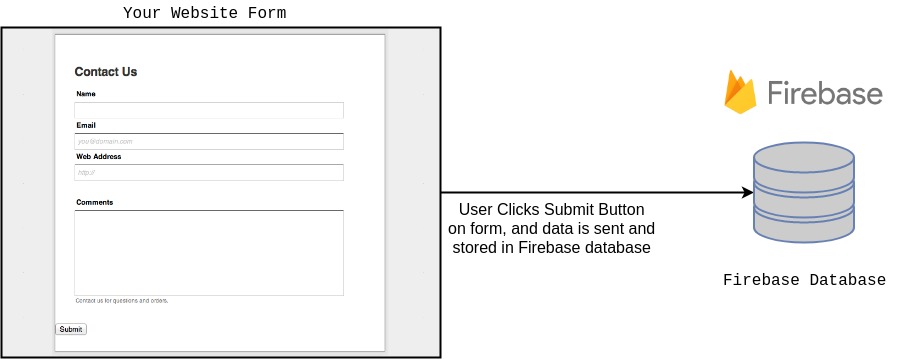 Your Website Form
Contact Us
Name
Email
you@domain.com
Web Address
http://
Comments
Contact us for questions and orders.
Submit
User Clicks Submit Button
on form, and data is sent and
stored in Firebase database
Firebase
Firebase Database